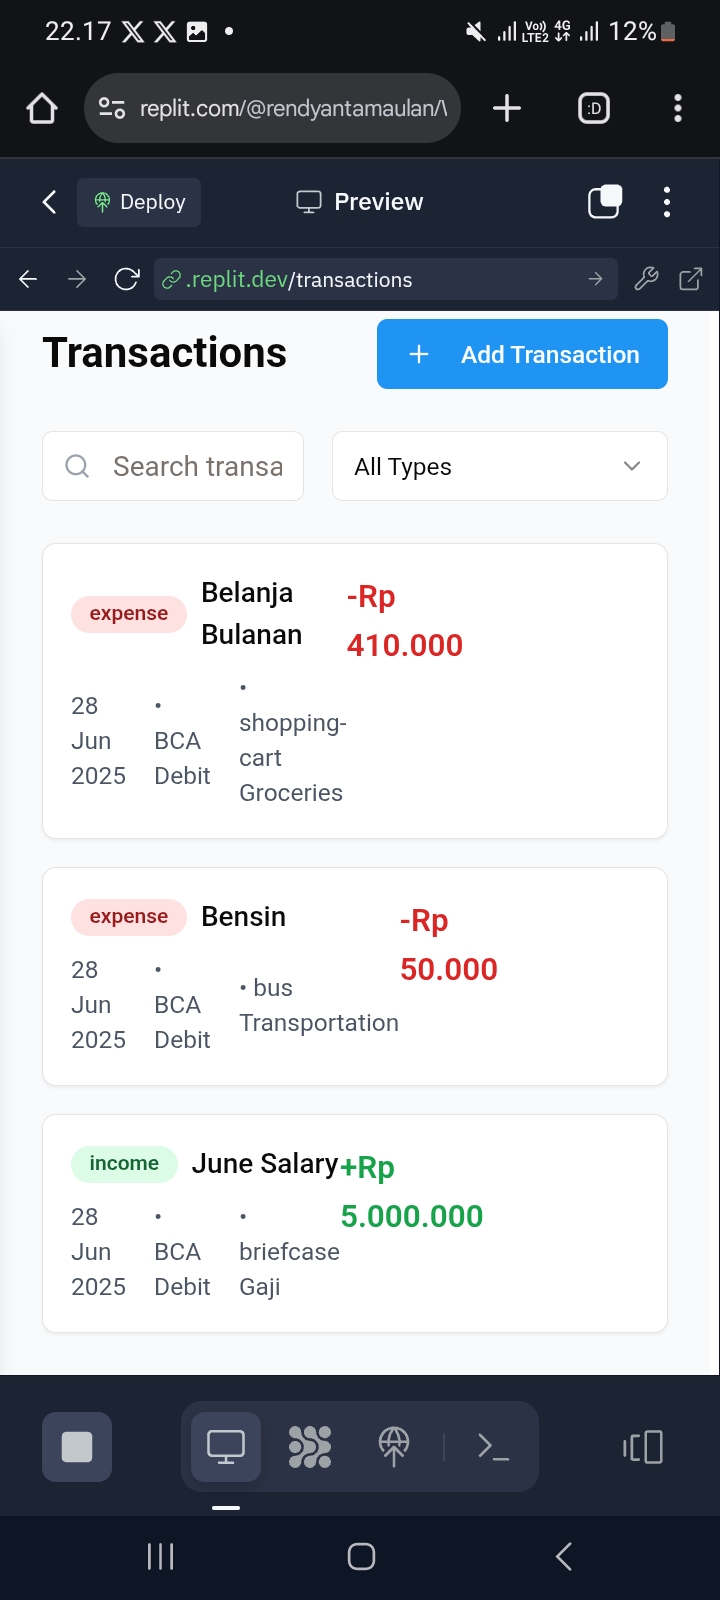 22.17
Vo)) 4G
LTE2
12%
:D
replit.com/@rendyantamaulan/\
Deploy
Preview
.replit.dev/transactions
Transactions
+ Add Transaction
Search transa
All Types
expense
Belanja
Bulanan
-Rp
410.000
28
Jun
2025
•
BCA
Debit
•
shopping-
cart
Groceries
expense
Bensin
-Rp
50.000
28
Jun
2025
•
BCA
Debit
• bus
Transportation
income
June Salary
+Rp
5.000.000
28
Jun
2025
•
BCA
Debit
•
briefcase
Gaji